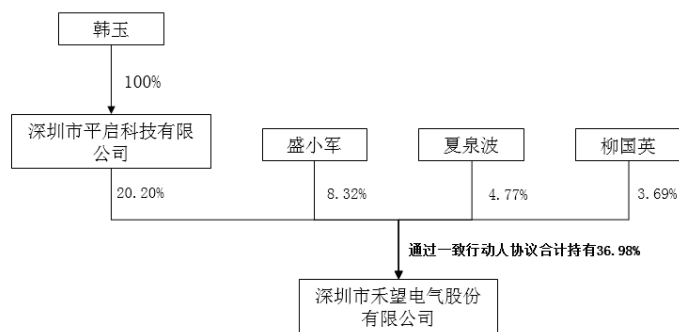 韩玉
100%
深圳市平启科技有限
公司
盛小军
夏泉波
柳国英
20.20%
8.32%
4.77%
3.69%
通过一致行动人协议合计持有36.98%
深圳市禾望电气股份
有限公司